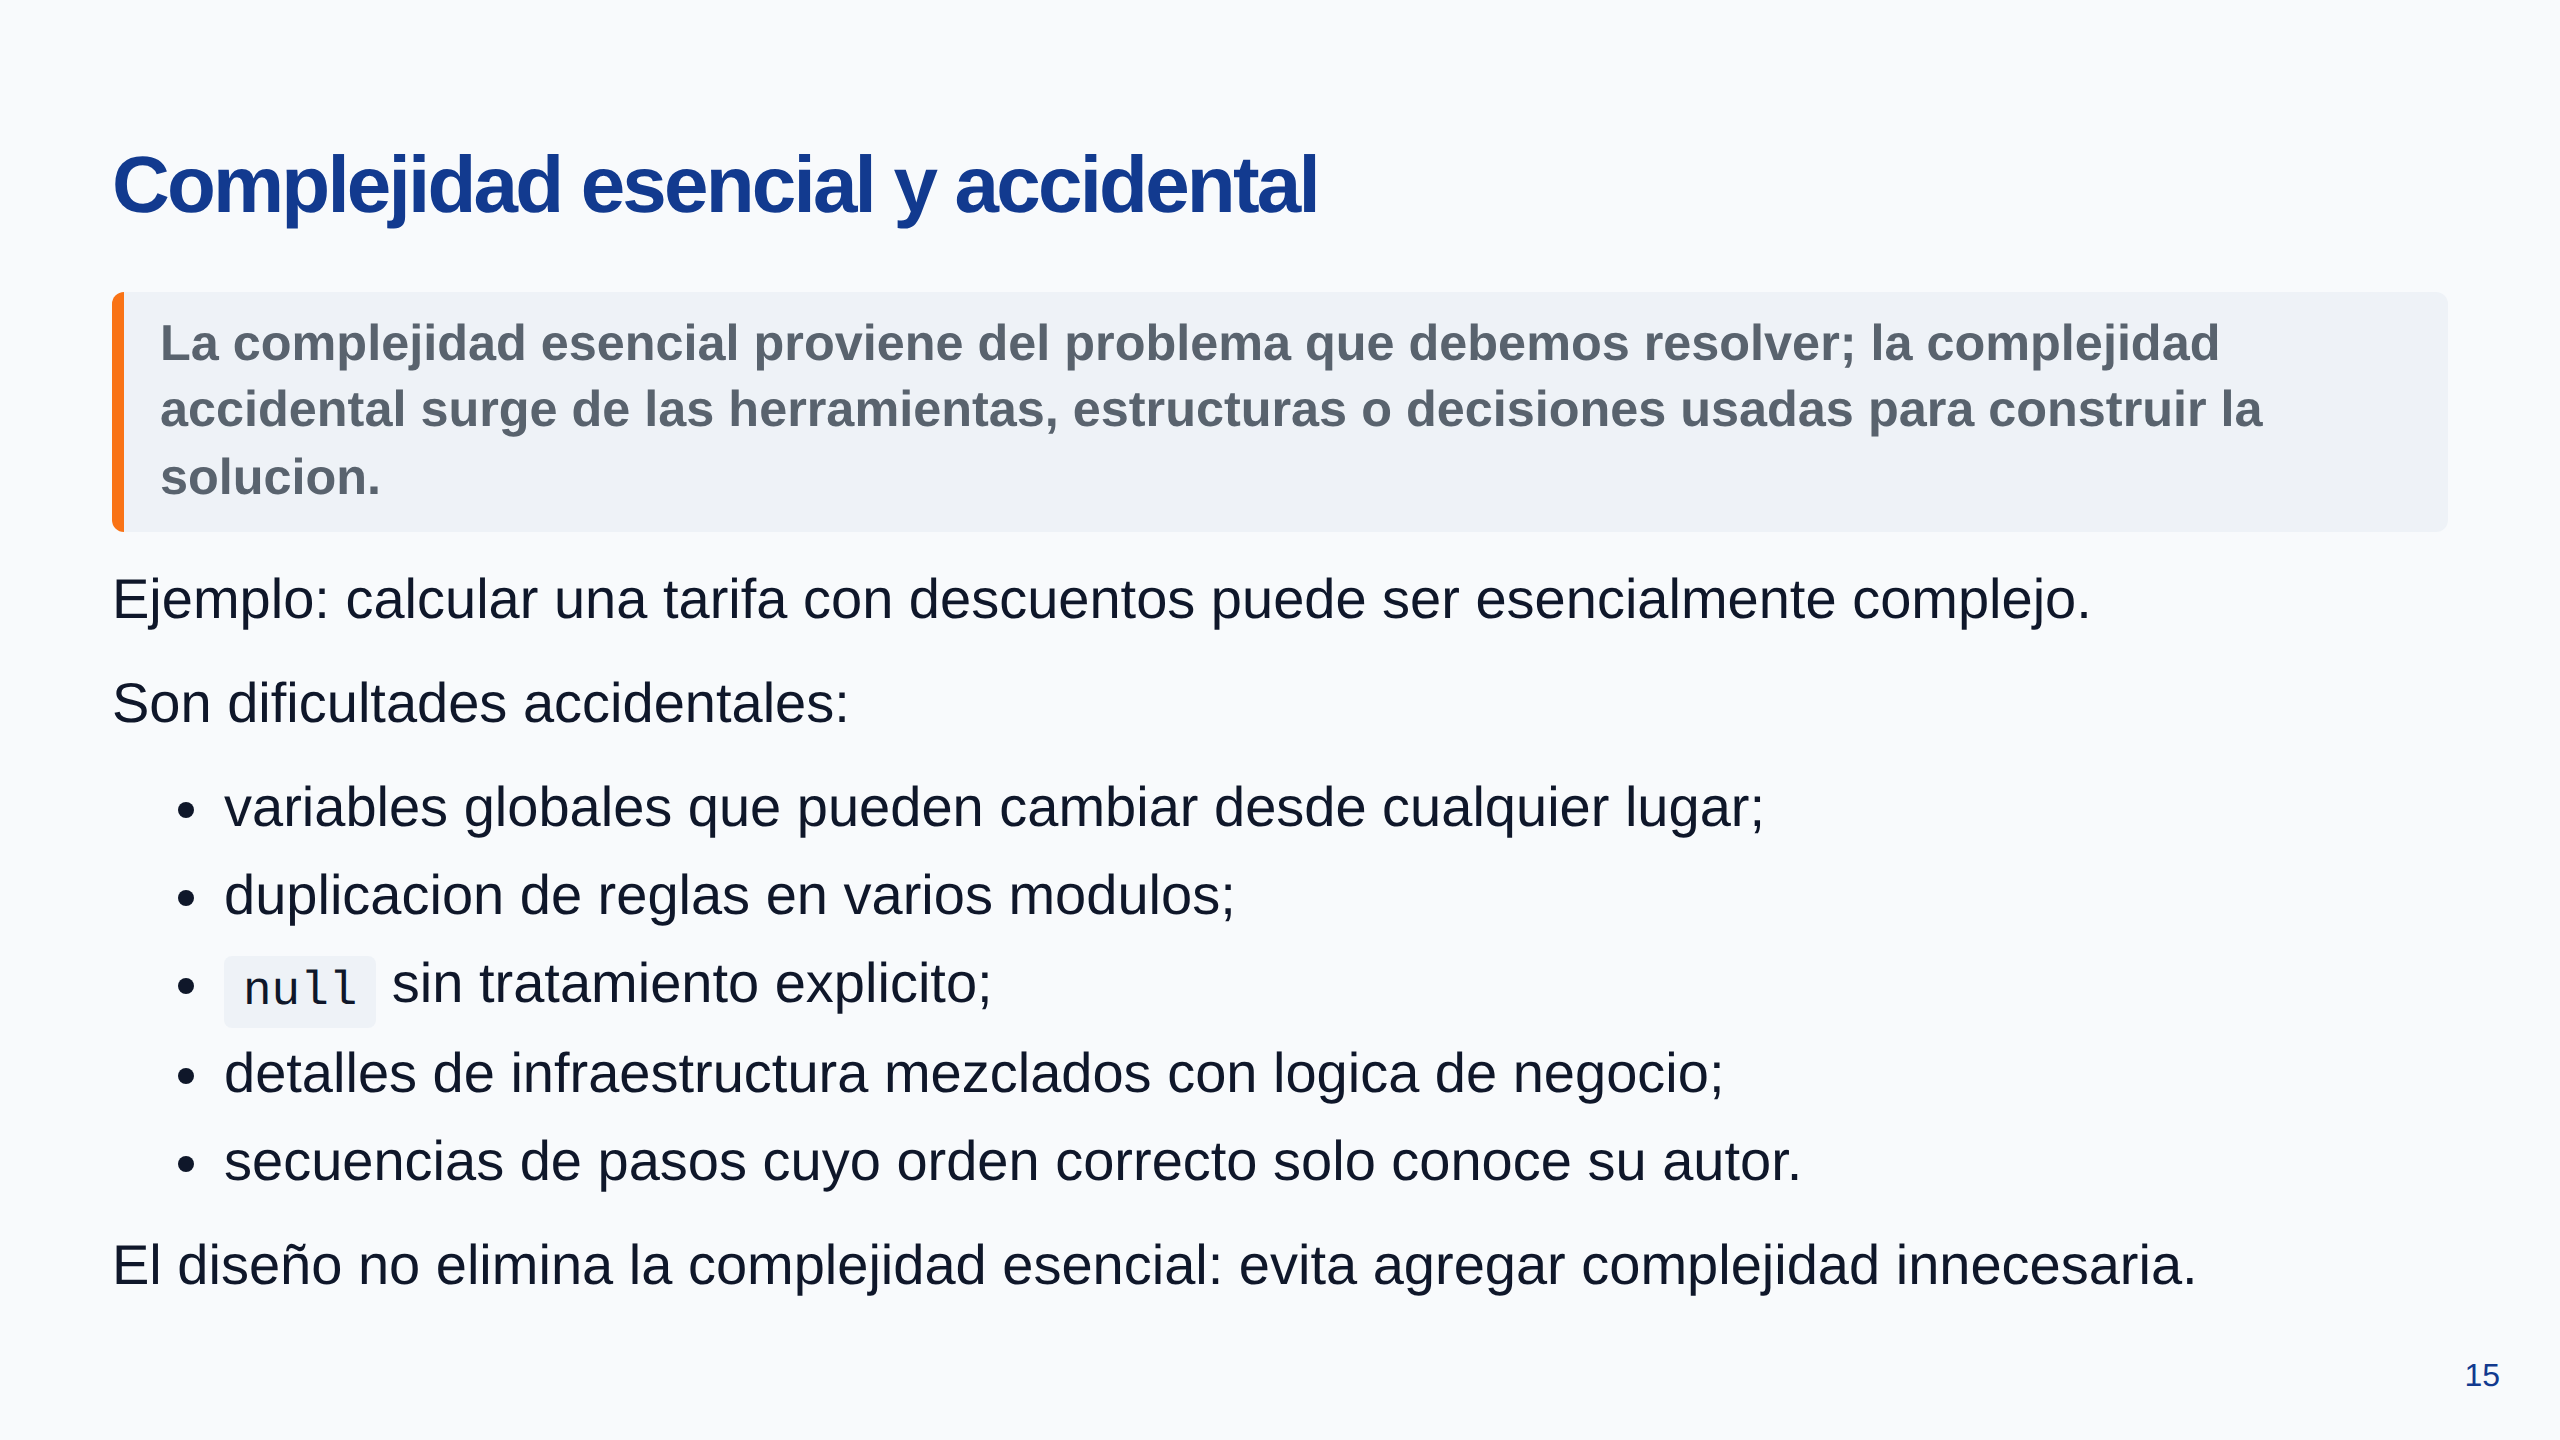 Complejidad esencial y accidental
La complejidad esencial proviene del problema que debemos resolver; la complejidad
accidental surge de las herramientas, estructuras o decisiones usadas para construir la
solucion.
Ejemplo: calcular una tarifa con descuentos puede ser esencialmente complejo.
Son dificultades accidentales:
• variables globales que pueden cambiar desde cualquier lugar;
• duplicacion de reglas en varios modulos;
• null sin tratamiento explicito;
• detalles de infraestructura mezclados con logica de negocio;
• secuencias de pasos cuyo orden correcto solo conoce su autor.
El diseño no elimina la complejidad esencial: evita agregar complejidad innecesaria.
15